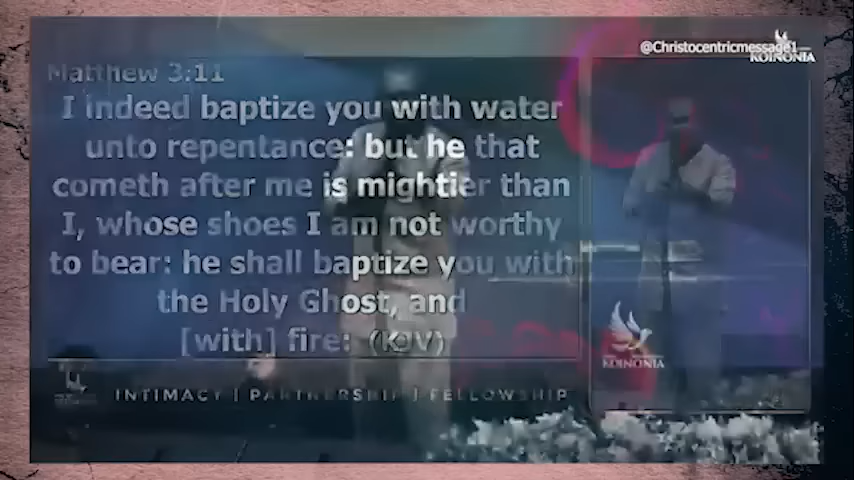 @Christocentricmessage1
KOINONIA
Matthew 3:11
I indeed baptize you with water
unto repentance: but he that
cometh after me is mightier than
I, whose shoes I am not worthy
to bear: he shall baptize you with
the Holy Ghost, and
[with] fire: (KJV)
KOINONIA
INTIMACY | PARTNERSHIP | FELLOWSHIP